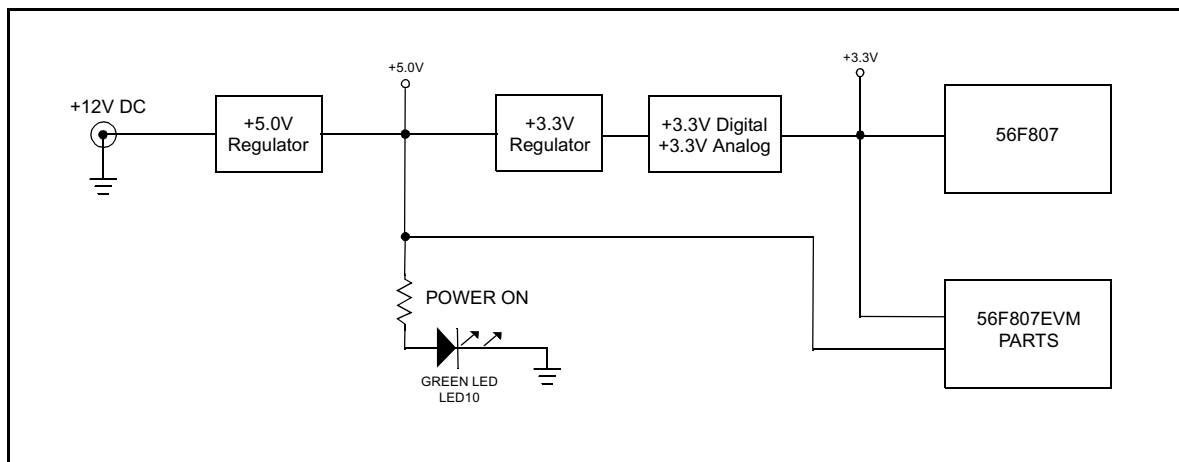 +5.0V
+3.3V
+12V DC
+5.0V
Regulator
+3.3V
Regulator
+3.3V Digital
+3.3V Analog
56F807
POWER ON
GREEN LED
LED10
56F807EVM
PARTS